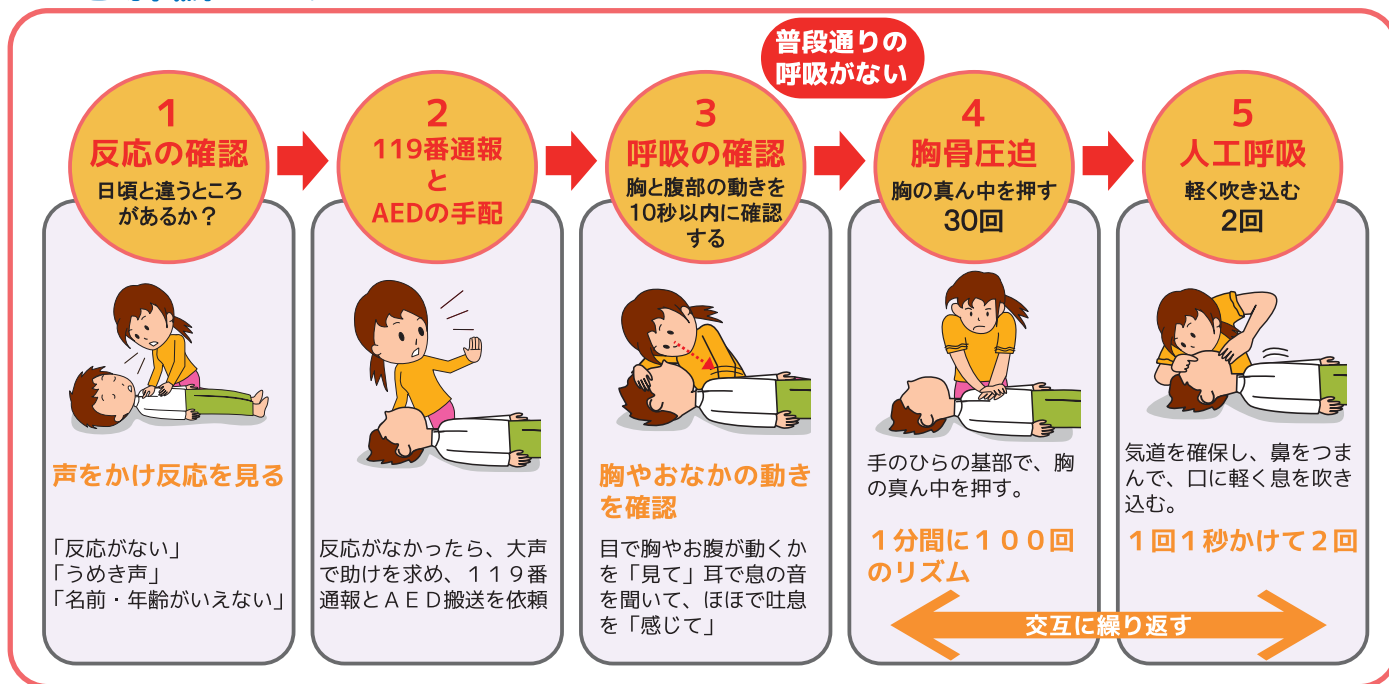 普段通りの
呼吸がない
1
反応の確認
日頃と違うところ
があるか？
声をかけ反応を見る
「反応がない」
「うめき声」
「名前・年齢がいえない」
2
119番通報
と
AEDの手配
反応がなかったら、大声
で助けを求め、１１９番
通報とＡＥＤ搬送を依頼
3
呼吸の確認
胸と腹部の動きを
10秒以内に確認
する
胸やおなかの動き
を確認
目で胸やお腹が動くか
を「見て」耳で息の音
を聞いて、ほほで吐息
を「感じて」
4
胸骨圧迫
胸の真ん中を押す
30回
手のひらの基部で、胸
の真ん中を押す。
１分間に１００回
のリズム
5
人工呼吸
軽く吹き込む
2回
気道を確保し、鼻をつま
んで、口に軽く息を吹き
込む。
１回１秒かけて２回
交互に繰り返す